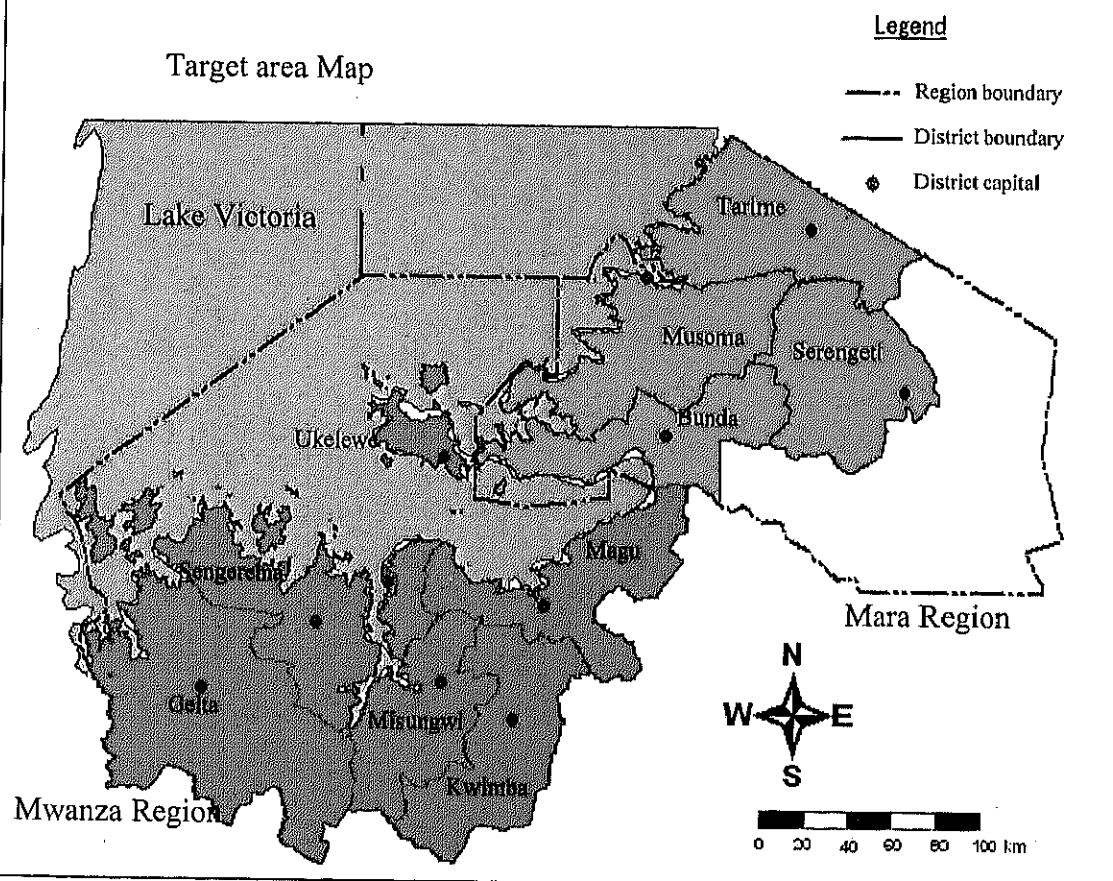 Legend
Target area Map
Region boundary
District boundary
District capital
Lake Victoria
Tarime
Musoma
Serengeti
Bunda
Ukelewe
Magu
Sengerema
Mara Region
Geita
Misungwi
Kwimba
Mwanza Region
N
W E
S
0 20 40 60 80 100 km